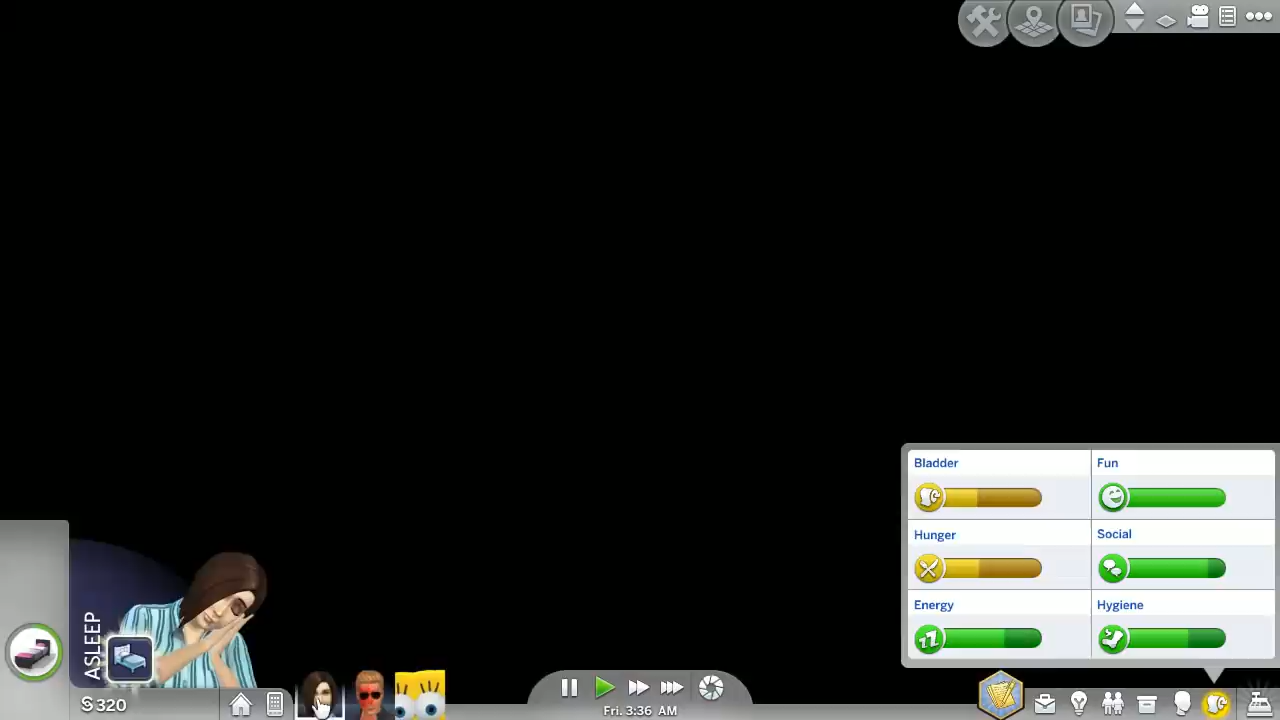 Bladder
Fun
Hunger
Social
Energy
Hygiene
ASLEEP
§320
Fri. 3:36 AM